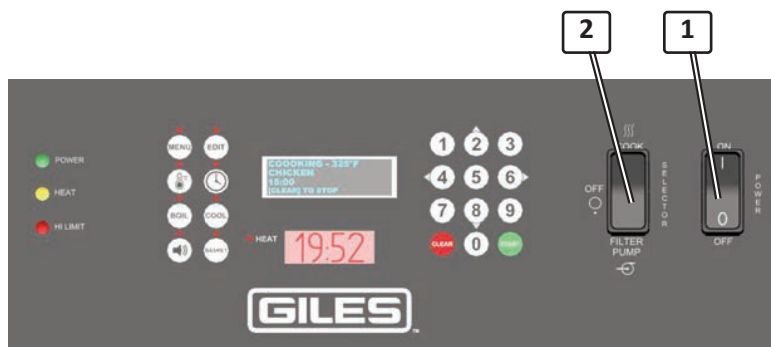 2
1
POWER
HEAT
HI LIMIT
MENU
EDIT
BOIL
COOL
BASKET
COOOKING - 325°F
CHICKEN
15:00
[CLEAR] TO STOP
HEAT
19:52
1
2
3
4
5
6
7
8
9
CLEAR
0
START
COOK
OFF
SELECTOR
FILTER
PUMP
ON
I
0
OFF
POWER
GILES
TM